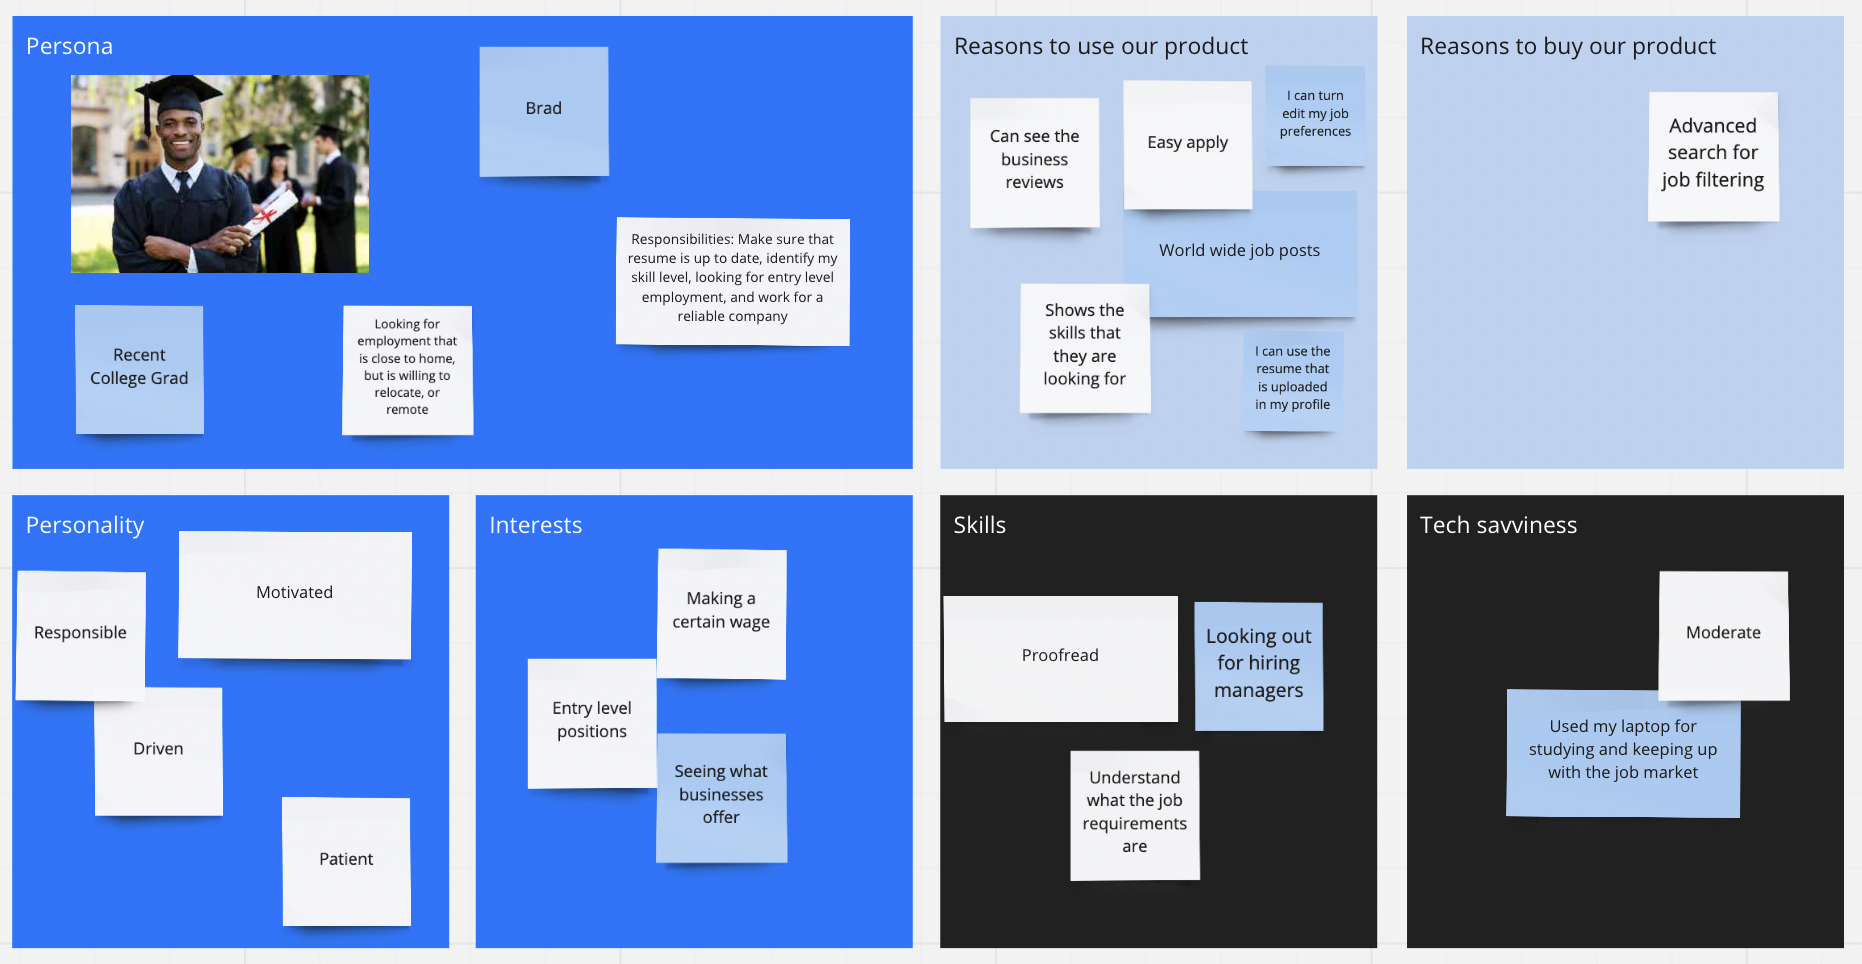 Persona
Brad
Responsibilities: Make sure that
resume is up to date, identify my
skill level, looking for entry level
employment, and work for a
reliable company
Recent
College Grad
Looking for
employment that
is close to home,
but is willing to
relocate, or
remote
Reasons to use our product
Can see the
business
reviews
Easy apply
I can turn
edit my job
preferences
World wide job posts
Shows the
skills that
they are
looking for
I can use the
resume that
is uploaded
in my profile
Reasons to buy our product
Advanced
search for
job filtering
Personality
Motivated
Responsible
Driven
Patient
Interests
Making a
certain wage
Entry level
positions
Seeing what
businesses
offer
Skills
Proofread
Looking out
for hiring
managers
Understand
what the job
requirements
are
Tech savviness
Moderate
Used my laptop for
studying and keeping up
with the job market